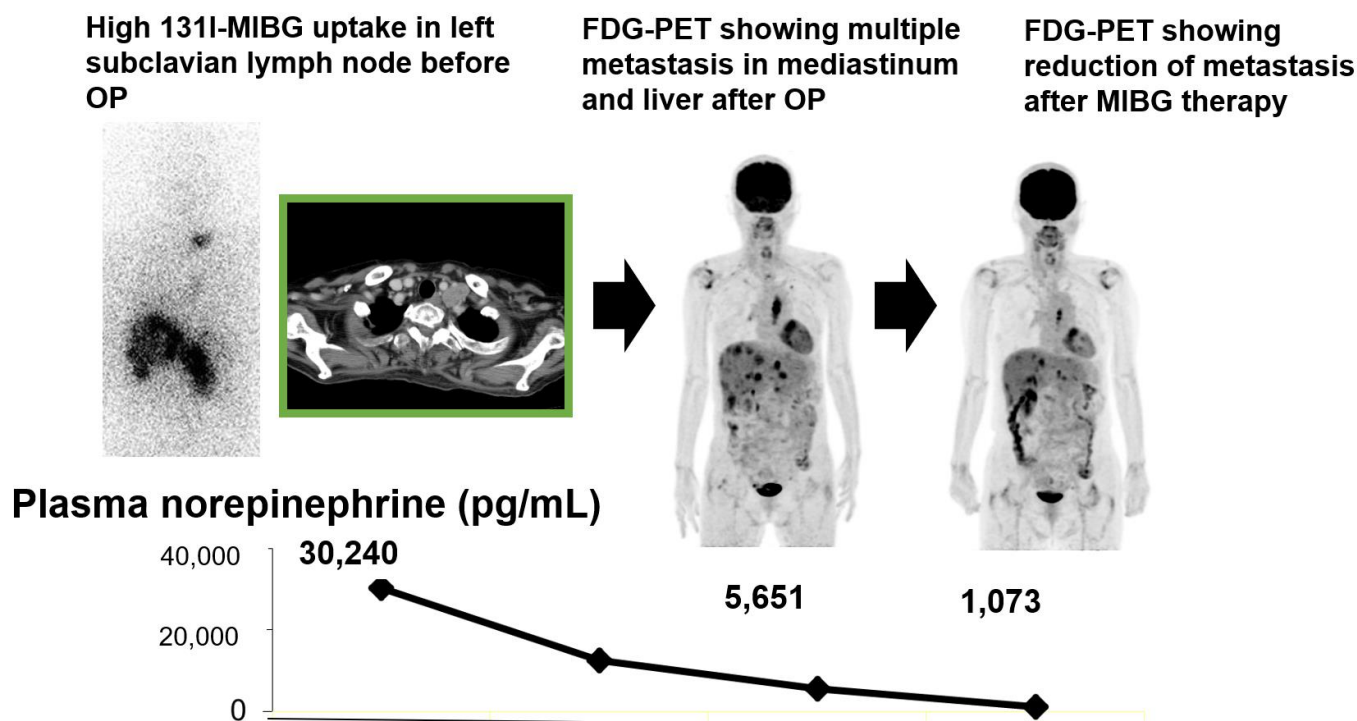 High 131I-MIBG uptake in left
subclavian lymph node before
OP
FDG-PET showing multiple
metastasis in mediastinum
and liver after OP
FDG-PET showing
reduction of metastasis
after MIBG therapy
Plasma norepinephrine (pg/mL)
40,000
30,240
5,651
1,073
20,000
0